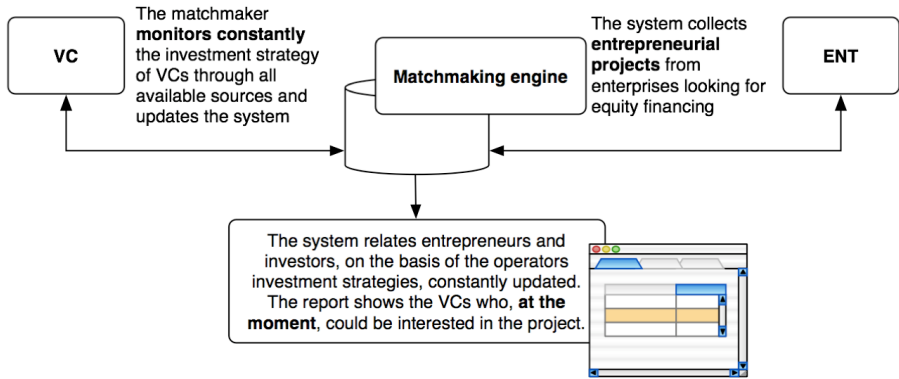 VC
The matchmaker
monitors constantly
the investment strategy
of VCs through all
available sources and
updates the system
Matchmaking engine
The system collects
entrepreneurial
projects from
enterprises looking for
equity financing
ENT
The system relates entrepreneurs and
investors, on the basis of the operators
investment strategies, constantly updated.
The report shows the VCs who, at the
moment, could be interested in the project.